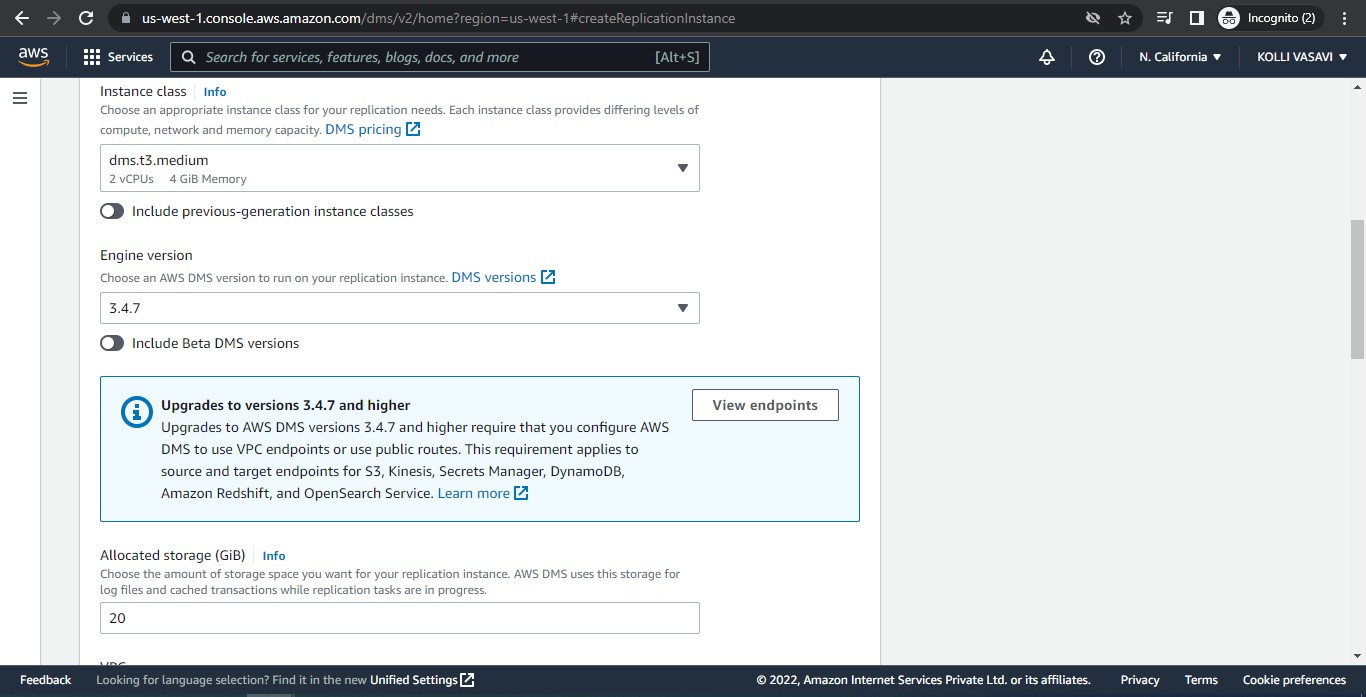 us-west-1.console.aws.amazon.com/dms/v2/home?region=us-west-1#createReplicationInstance
Incognito (2)
aws
Services
Search for services, features, blogs, docs, and more
[Alt+S]
N. California
KOLLI VASAVI
Instance class Info
Choose an appropriate instance class for your replication needs. Each instance class provides differing levels of
compute, network and memory capacity. DMS pricing
dms.t3.medium
2 vCPUs 4 GiB Memory
Include previous-generation instance classes
Engine version
Choose an AWS DMS version to run on your replication instance. DMS versions
3.4.7
Include Beta DMS versions
Upgrades to versions 3.4.7 and higher
View endpoints
Upgrades to AWS DMS versions 3.4.7 and higher require that you configure AWS
DMS to use VPC endpoints or use public routes. This requirement applies to
source and target endpoints for S3, Kinesis, Secrets Manager, DynamoDB,
Amazon Redshift, and OpenSearch Service. Learn more
Allocated storage (GiB) Info
Choose the amount of storage space you want for your replication instance. AWS DMS uses this storage for
log files and cached transactions while replication tasks are in progress.
20
VPC
Feedback
Looking for language selection? Find it in the new Unified Settings
© 2022, Amazon Internet Services Private Ltd. or its affiliates.
Privacy
Terms
Cookie preferences